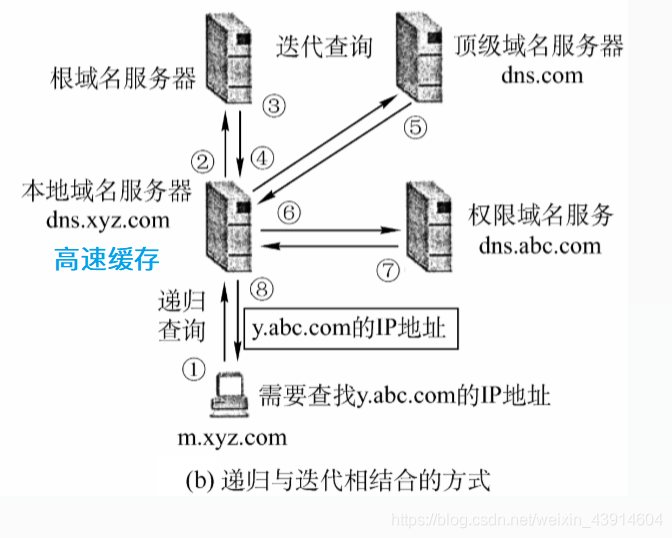 迭代查询
顶级域名服务器
dns.com
根域名服务器
③
⑤
②
④
本地域名服务器
dns.xyz.com
高速缓存
⑥
权限域名服务
dns.abc.com
⑦
⑧
递归
查询
y.abc.com的IP地址
①
需要查找y.abc.com的IP地址
m.xyz.com
(b) 递归与迭代相结合的方式
https://blog.csdn.net/weixin_43914604